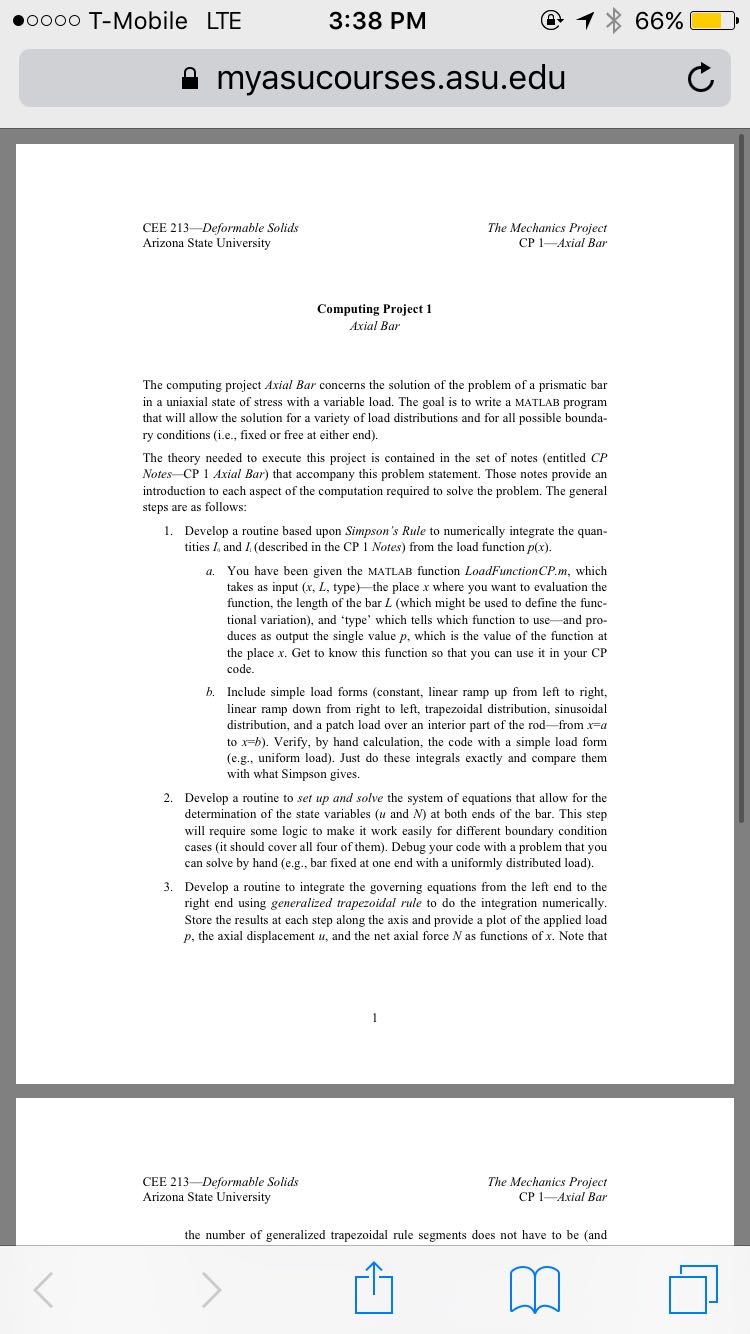 T-Mobile LTE 3:38 PM 66%
myasucourses.asu.edu
CEE 213—Deformable Solids The Mechanics Project
Arizona State University CP 1—Axial Bar
Computing Project 1
Axial Bar
The computing project Axial Bar concerns the solution of the problem of a prismatic bar
in a uniaxial state of stress with a variable load. The goal is to write a MATLAB program
that will allow the solution for a variety of load distributions and for all possible bounda-
ry conditions (i.e., fixed or free at either end).
The theory needed to execute this project is contained in the set of notes (entitled CP
Notes—CP 1 Axial Bar) that accompany this problem statement. Those notes provide an
introduction to each aspect of the computation required to solve the problem. The general
steps are as follows:
1. Develop a routine based upon Simpson's Rule to numerically integrate the quan-
tities Iₒ and I₁ (described in the CP 1 Notes) from the load function p(x).
a. You have been given the MATLAB function LoadFunctionCP.m, which
takes as input (x, L, type)—the place x where you want to evaluation the
function, the length of the bar L (which might be used to define the func-
tional variation), and ‘type’ which tells which function to use—and pro-
duces as output the single value p, which is the value of the function at
the place x. Get to know this function so that you can use it in your CP
code.
b. Include simple load forms (constant, linear ramp up from left to right,
linear ramp down from right to left, trapezoidal distribution, sinusoidal
distribution, and a patch load over an interior part of the rod—from x=a
to x=b). Verify, by hand calculation, the code with a simple load form
(e.g., uniform load). Just do these integrals exactly and compare them
with what Simpson gives.
2. Develop a routine to set up and solve the system of equations that allow for the
determination of the state variables (u and N) at both ends of the bar. This step
will require some logic to make it work easily for different boundary condition
cases (it should cover all four of them). Debug your code with a problem that you
can solve by hand (e.g., bar fixed at one end with a uniformly distributed load).
3. Develop a routine to integrate the governing equations from the left end to the
right end using generalized trapezoidal rule to do the integration numerically.
Store the results at each step along the axis and provide a plot of the applied load
p, the axial displacement u, and the net axial force N as functions of x. Note that
1
CEE 213—Deformable Solids The Mechanics Project
Arizona State University CP 1—Axial Bar
the number of generalized trapezoidal rule segments does not have to be (and